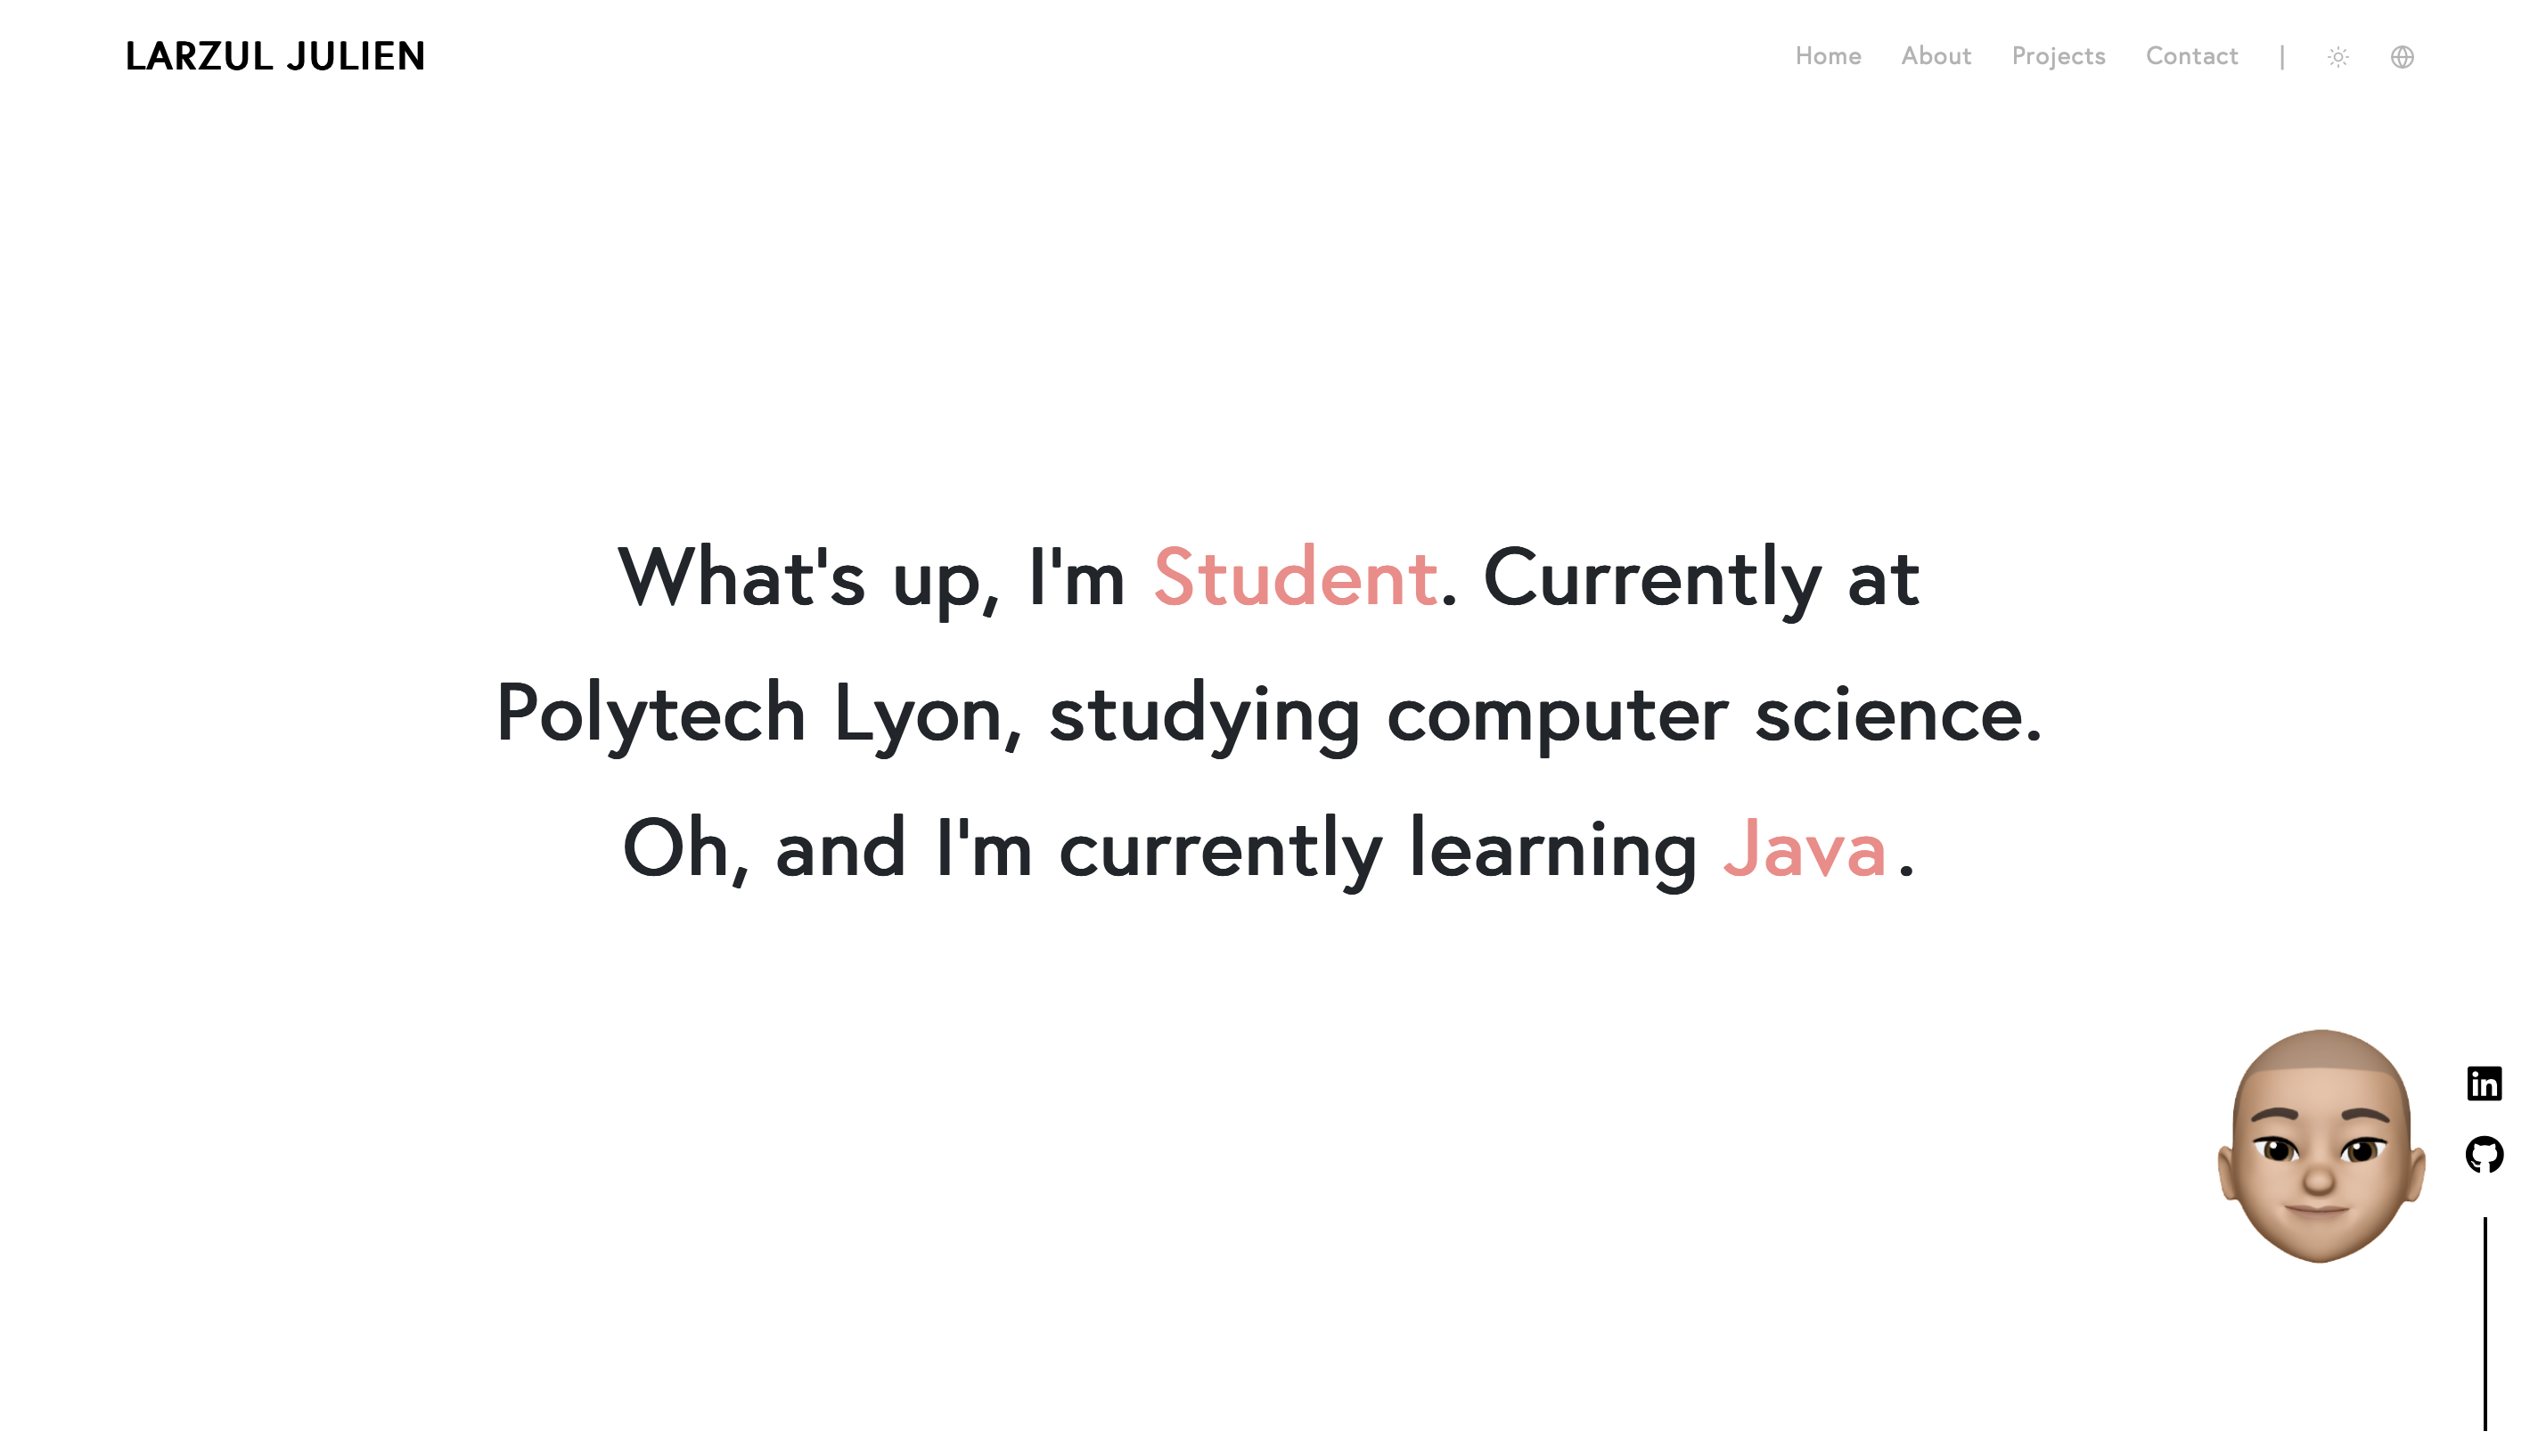 LARZUL JULIEN
Home About Projects Contact |
What's up, I'm Student. Currently at
Polytech Lyon, studying computer science.
Oh, and I'm currently learning Java .
in